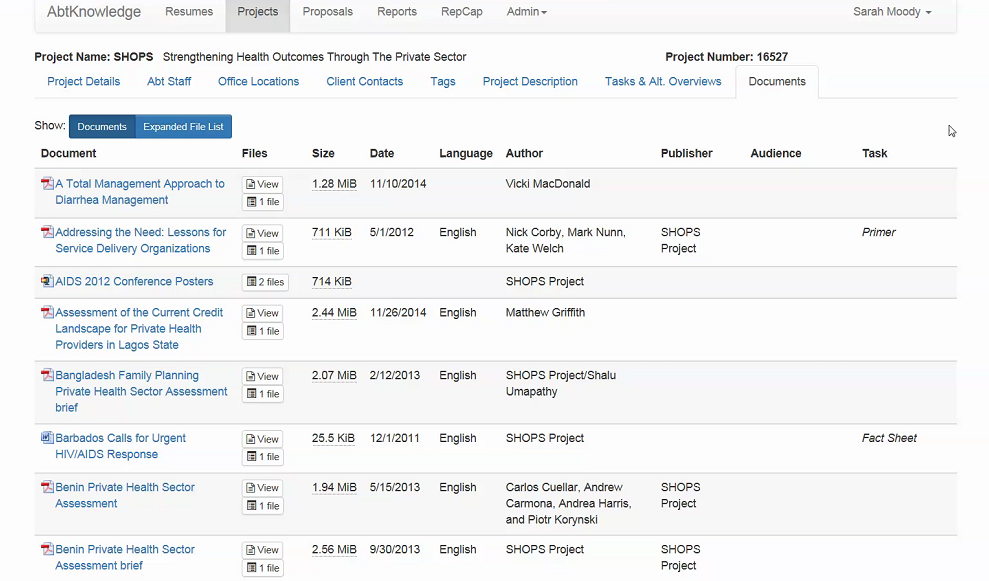 AbtKnowledge Resumes Projects Proposals Reports RepCap Admin Sarah Moody
Project Name: SHOPS Strengthening Health Outcomes Through The Private Sector Project Number: 16527
Project Details Abt Staff Office Locations Client Contacts Tags Project Description Tasks & Alt. Overviews Documents
Show: Documents Expanded File List
Document Files Size Date Language Author Publisher Audience Task
A Total Management Approach to View 1.28 MiB 11/10/2014 Vicki MacDonald
Diarrhea Management 1 file
Addressing the Need: Lessons for View 711 KiB 5/1/2012 English Nick Corby, Mark Nunn, SHOPS Primer
Service Delivery Organizations 1 file Kate Welch Project
AIDS 2012 Conference Posters 2 files 714 KiB SHOPS Project
Assessment of the Current Credit View 2.44 MiB 11/26/2014 English Matthew Griffith
Landscape for Private Health 1 file
Providers in Lagos State
Bangladesh Family Planning View 2.07 MiB 2/12/2013 English SHOPS Project/Shalu
Private Health Sector Assessment 1 file Umapathy
brief
Barbados Calls for Urgent View 25.5 KiB 12/1/2011 English SHOPS Project Fact Sheet
HIV/AIDS Response 1 file
Benin Private Health Sector View 1.94 MiB 5/15/2013 English Carlos Cuellar, Andrew SHOPS
Assessment 1 file Carmona, Andrea Harris, Project
and Piotr Korynski
Benin Private Health Sector View 2.56 MiB 9/30/2013 English SHOPS Project SHOPS
Assessment brief 1 file Project